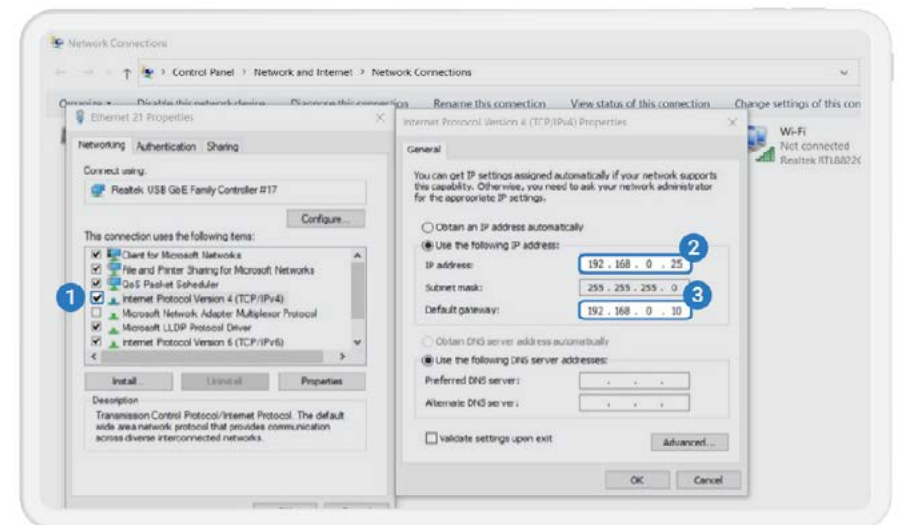 Network Connections
Control Panel > Network and Internet > Network Connections
Organize Disable this network device Diagnose this connection Rename this connection View status of this connection Change settings of this con
Ethernet 21 Properties
Networking Authentication Sharing
Connect using:
Realtek USB GbE Family Controller #17
Configure...
This connection uses the following items:
Client for Microsoft Networks
File and Printer Sharing for Microsoft Networks
QoS Packet Scheduler
1
Internet Protocol Version 4 (TCP/IPv4)
Microsoft Network Adapter Multiplexor Protocol
Microsoft LLDP Protocol Driver
Internet Protocol Version 6 (TCP/IPv6)
Install... Uninstall Properties
Description
Transmission Control Protocol/Internet Protocol. The default
wide area network protocol that provides communication
across diverse interconnected networks.
Internet Protocol Version 4 (TCP/IPv4) Properties
General
You can get IP settings assigned automatically if your network supports
this capability. Otherwise, you need to ask your network administrator
for the appropriate IP settings.
Obtain an IP address automatically
Use the following IP address:
2
IP address: 192 . 168 . 0 . 25
Subnet mask: 255 . 255 . 255 . 0
3
Default gateway: 192 . 168 . 0 . 10
Obtain DNS server address automatically
Use the following DNS server addresses:
Preferred DNS server: . . .
Alternate DNS server: . . .
Validate settings upon exit
Advanced...
OK Cancel
Wi-Fi
Not connected
Realtek RTL8822C